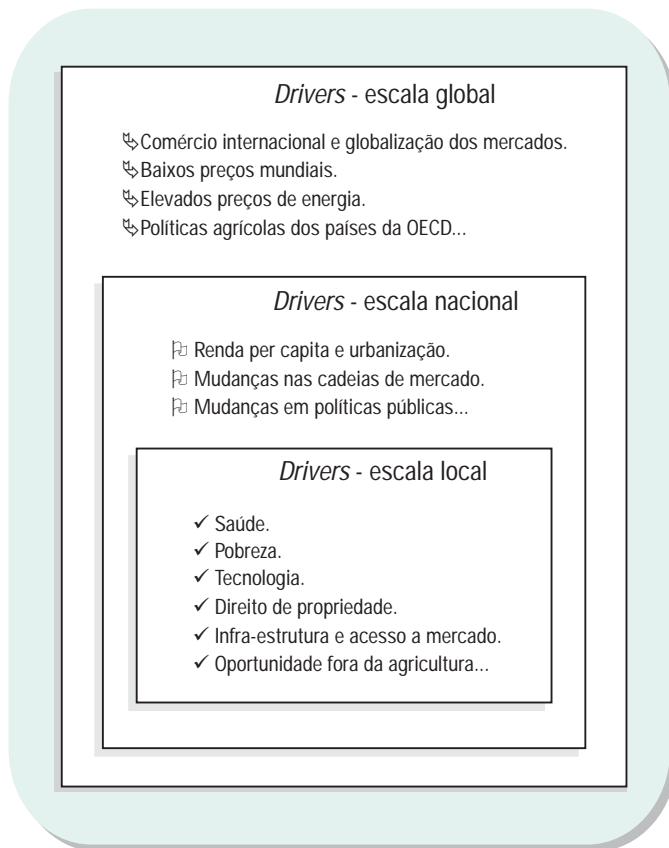 Drivers - escala global
Comércio internacional e globalização dos mercados.
Baixos preços mundiais.
Elevados preços de energia.
Políticas agrícolas dos países da OECD...
Drivers - escala nacional
Renda per capita e urbanização.
Mudanças nas cadeias de mercado.
Mudanças em políticas públicas...
Drivers - escala local
✓ Saúde.
✓ Pobreza.
✓ Tecnologia.
✓ Direito de propriedade.
✓ Infra-estrutura e acesso a mercado.
✓ Oportunidade fora da agricultura...